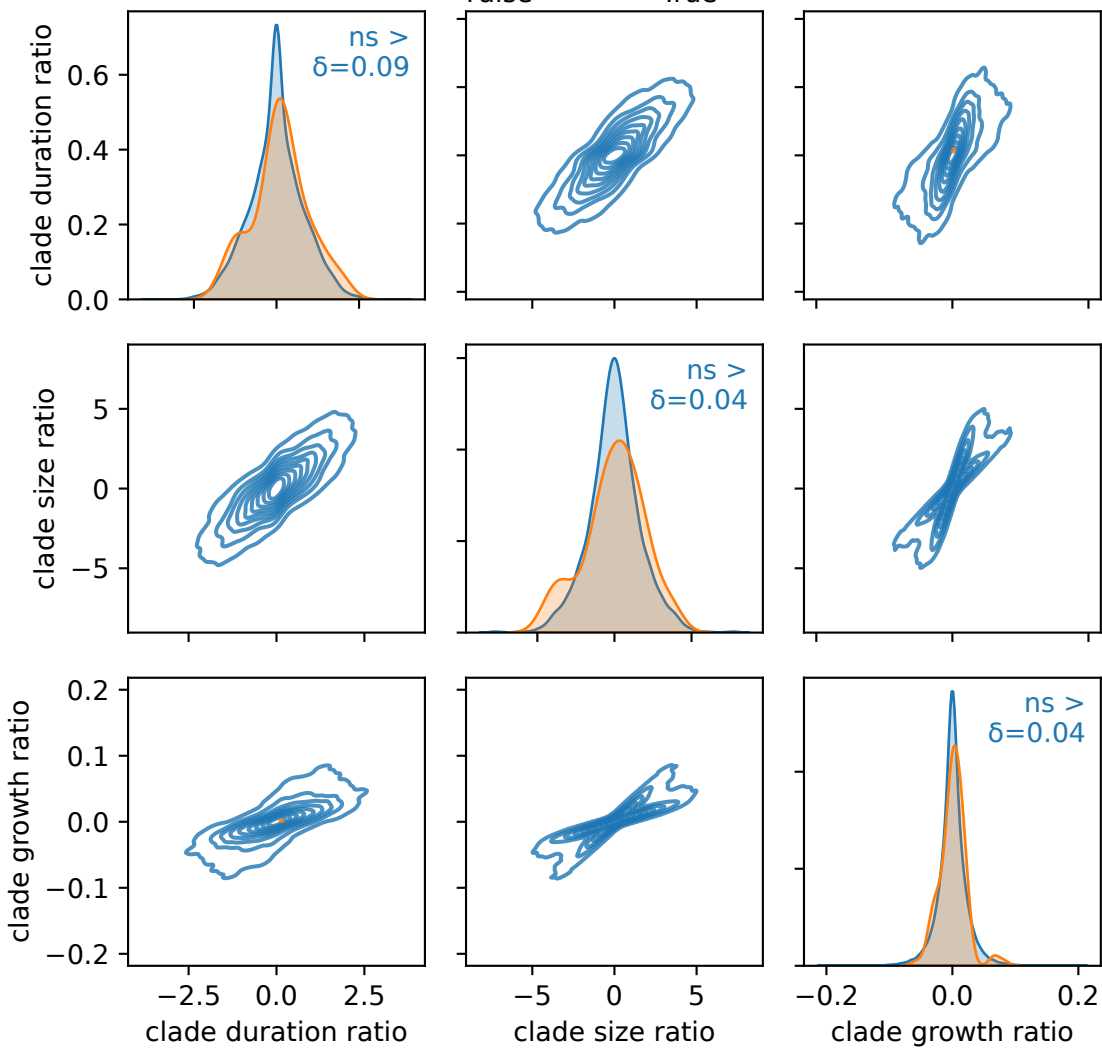 clade duration ratio
0.6
0.4
0.2
0.0
ns >
δ=0.09
clade size ratio
5
0
−5
ns >
δ=0.04
clade growth ratio
0.2
0.1
0.0
−0.1
−0.2
ns >
δ=0.04
−2.5 0.0 2.5
−5 0 5
−0.2 0.0 0.2
clade duration ratio
clade size ratio
clade growth ratio